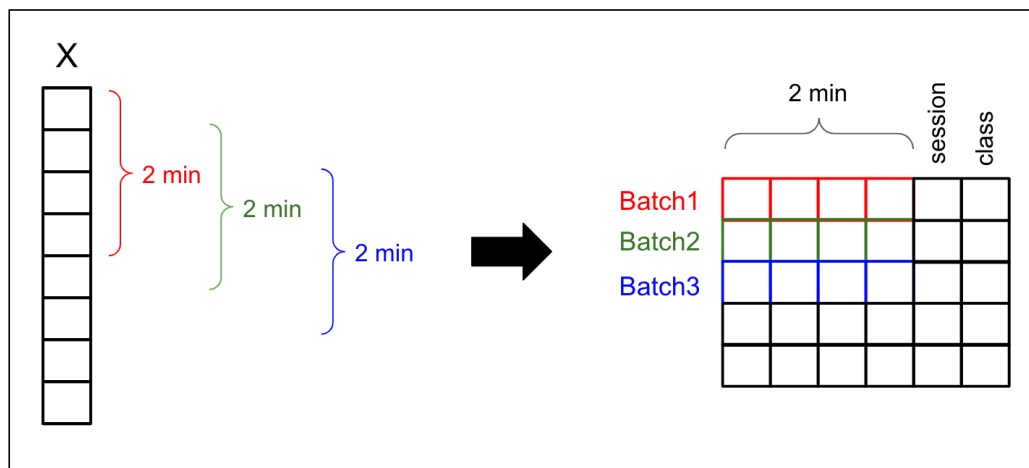 X
2 min
2 min
2 min
2 min
session
class
Batch1
Batch2
Batch3